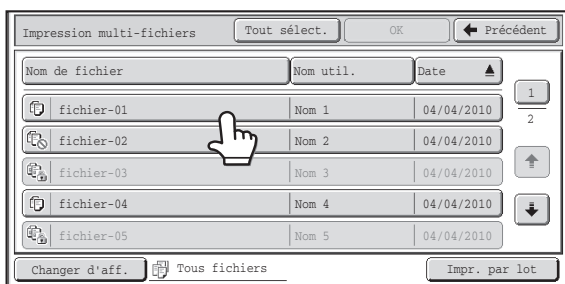 Impression multi-fichiers Tout sélect. OK Précédent
Nom de fichier Nom util. Date
fichier-01 Nom 1 04/04/2010
fichier-02 Nom 2 04/04/2010
fichier-03 Nom 3 04/04/2010
fichier-04 Nom 4 04/04/2010
fichier-05 Nom 5 04/04/2010
1
2
Changer d'aff. Tous fichiers Impr. par lot